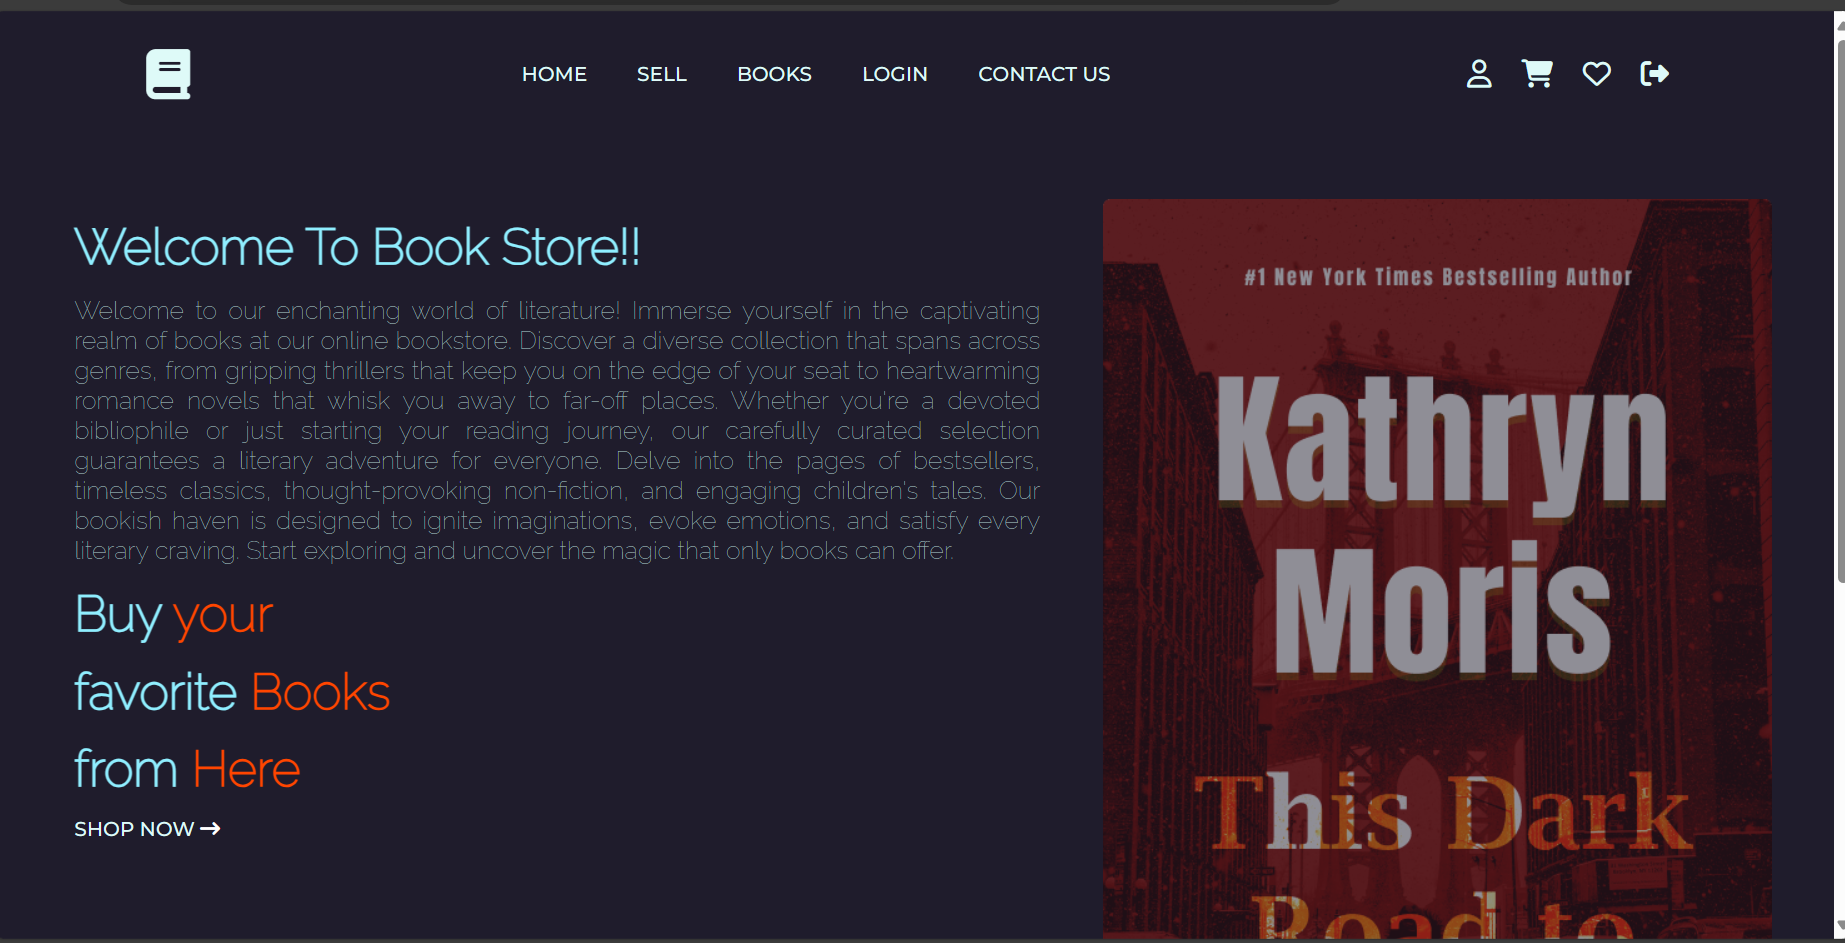 HOME SELL BOOKS LOGIN CONTACT US
Welcome To Book Store!!
Welcome to our enchanting world of literature! Immerse yourself in the captivating
realm of books at our online bookstore. Discover a diverse collection that spans across
genres, from gripping thrillers that keep you on the edge of your seat to heartwarming
romance novels that whisk you away to far-off places. Whether you're a devoted
bibliophile or just starting your reading journey, our carefully curated selection
guarantees a literary adventure for everyone. Delve into the pages of bestsellers,
timeless classics, thought-provoking non-fiction, and engaging children's tales. Our
bookish haven is designed to ignite imaginations, evoke emotions, and satisfy every
literary craving. Start exploring and uncover the magic that only books can offer.
Buy your
favorite Books
from Here
SHOP NOW
#1 New York Times Bestselling Author
Kathryn
Moris
This Dark
Road to